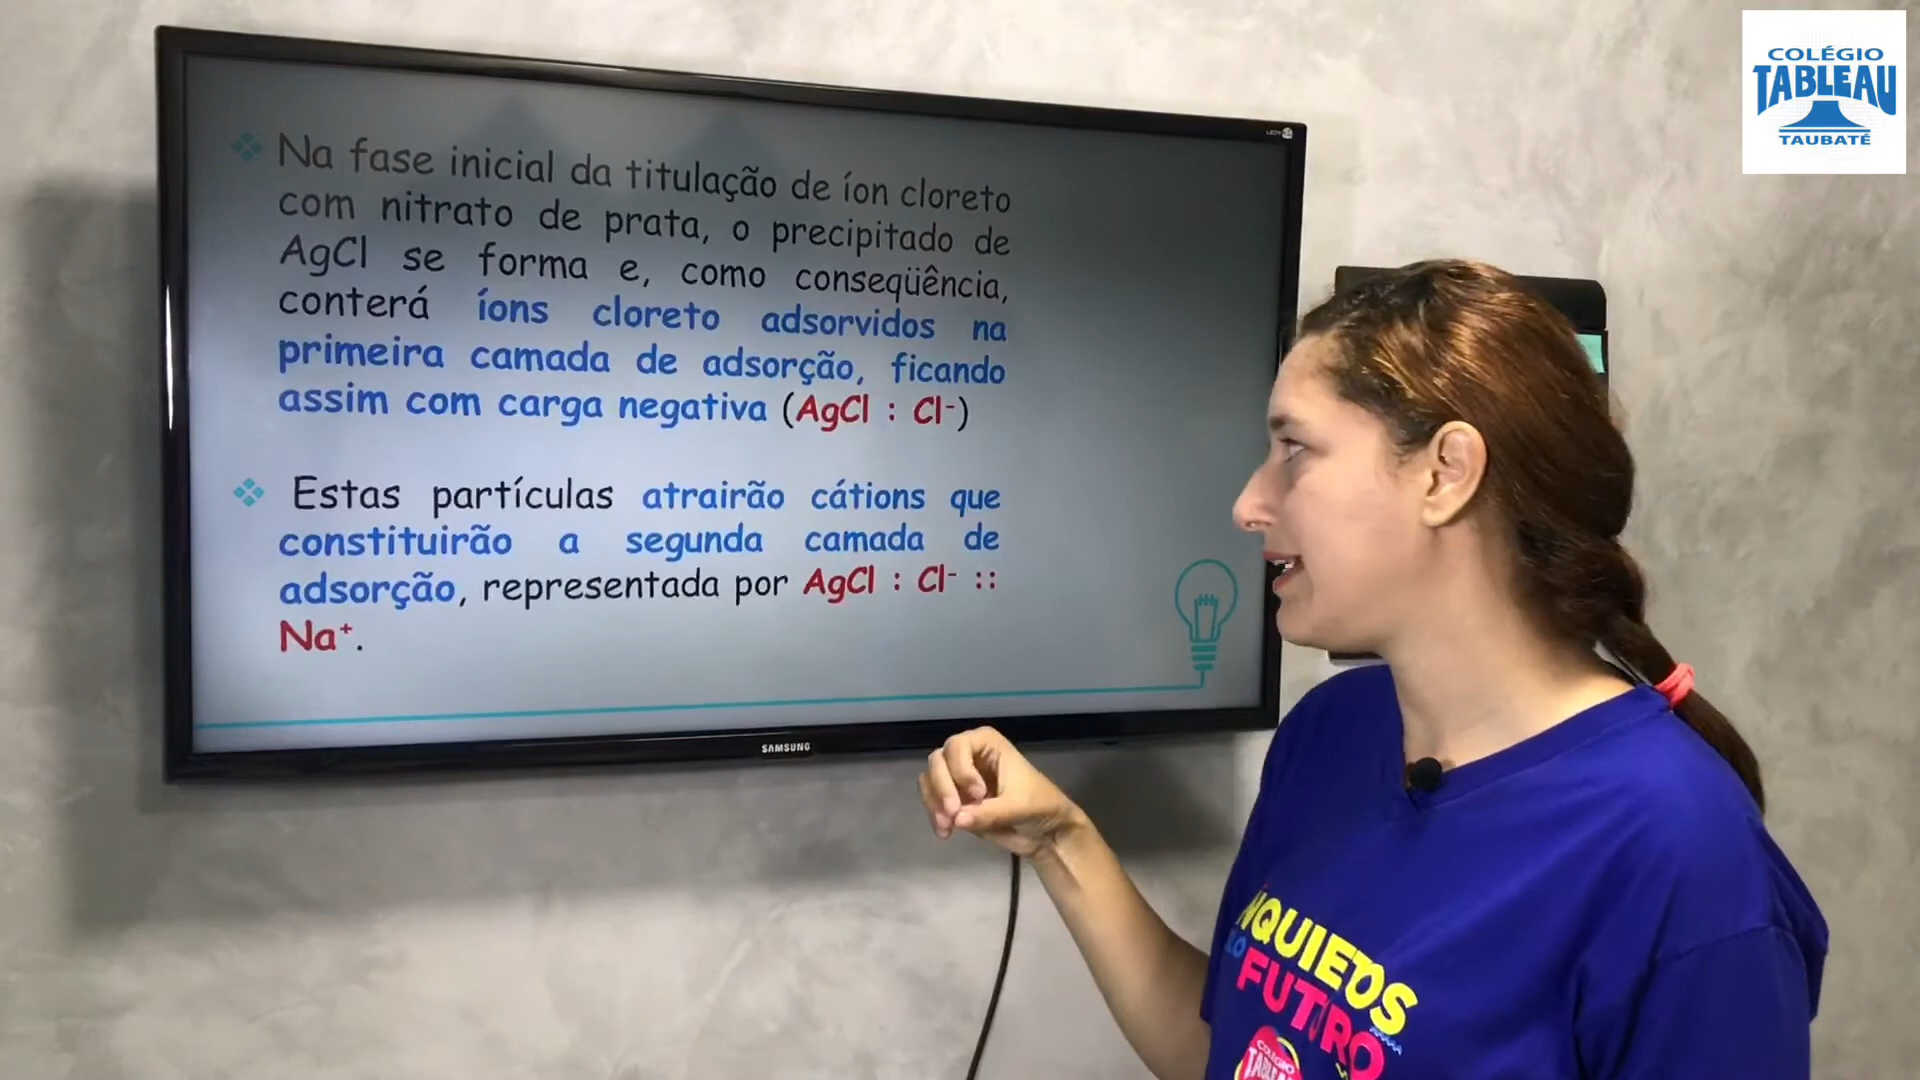 Na fase inicial da titulação de íon cloreto
com nitrato de prata, o precipitado de
AgCl se forma e, como conseqüência,
conterá íons cloreto adsorvidos na
primeira camada de adsorção, ficando
assim com carga negativa (AgCl : Cl⁻)
Estas partículas atrairão cátions que
constituirão a segunda camada de
adsorção, representada por AgCl : Cl⁻ ::
Na⁺.
SAMSUNG
COLÉGIO
TABLEAU
TAUBATÉ
INQUIETOS
FUTURO
COLÉGIO